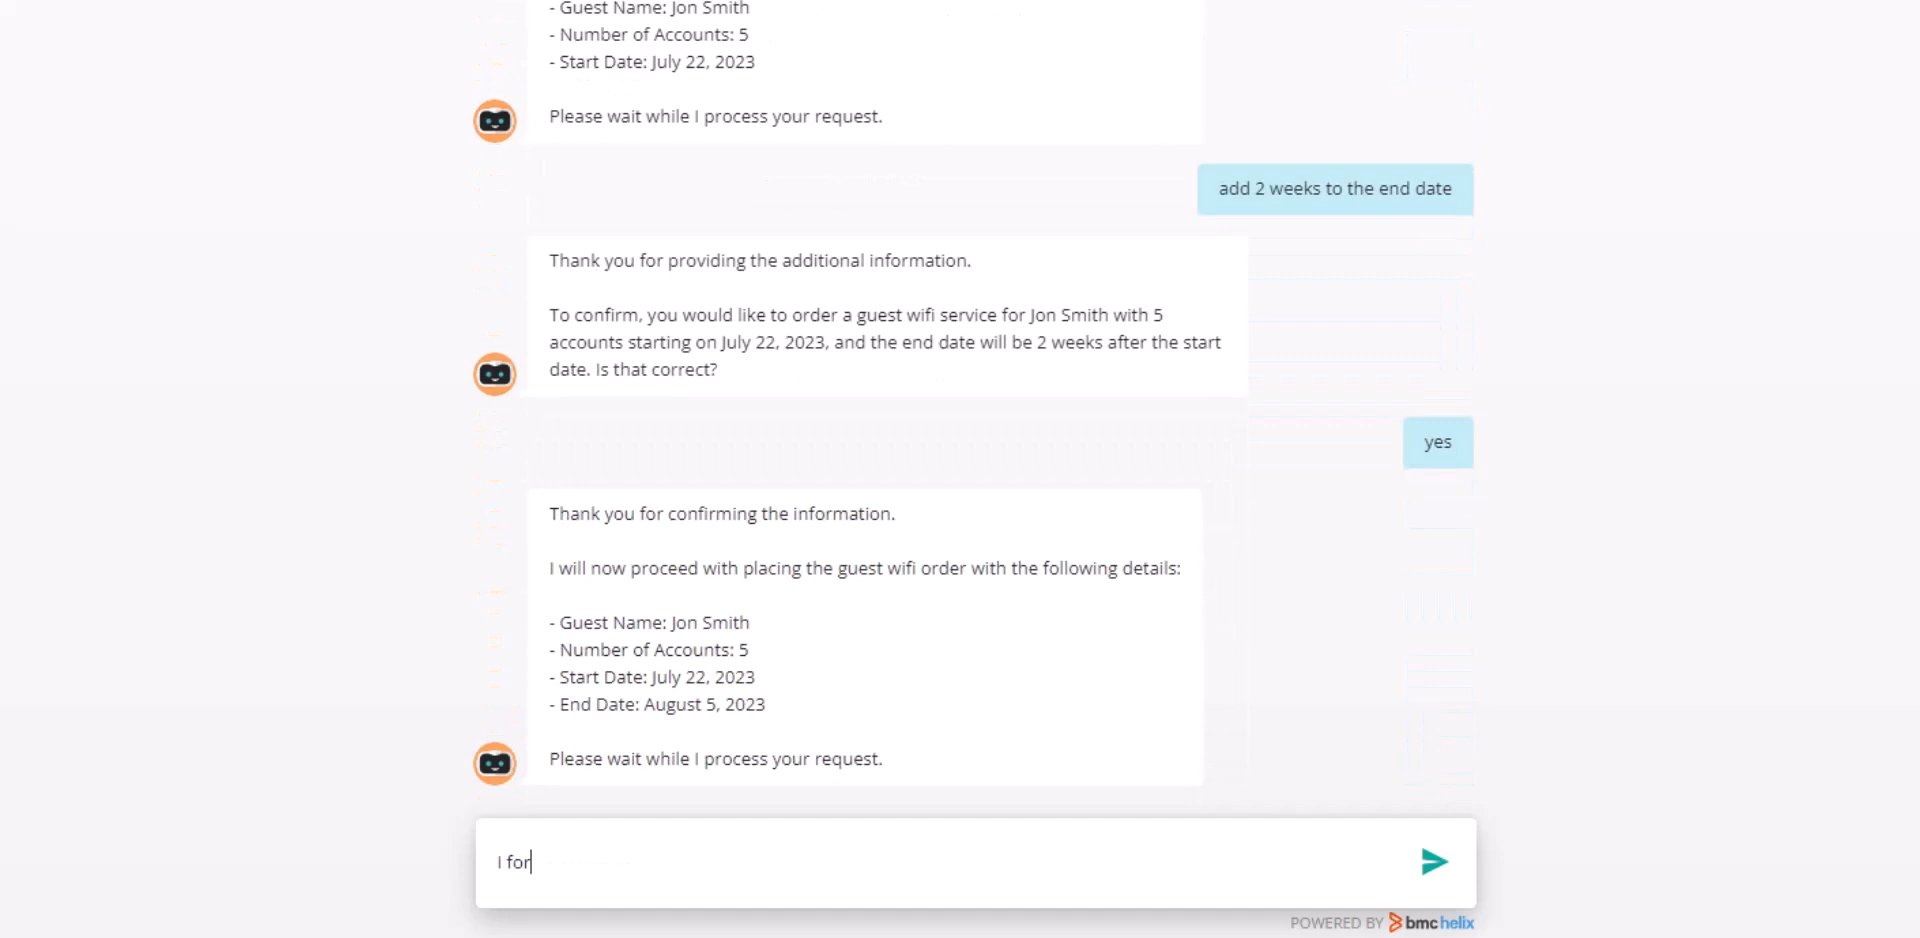 - Guest Name: Jon Smith
- Number of Accounts: 5
- Start Date: July 22, 2023
Please wait while I process your request.
add 2 weeks to the end date
Thank you for providing the additional information.
To confirm, you would like to order a guest wifi service for Jon Smith with 5
accounts starting on July 22, 2023, and the end date will be 2 weeks after the start
date. Is that correct?
yes
Thank you for confirming the information.
I will now proceed with placing the guest wifi order with the following details:
- Guest Name: Jon Smith
- Number of Accounts: 5
- Start Date: July 22, 2023
- End Date: August 5, 2023
Please wait while I process your request.
I for
POWERED BY bmchelix